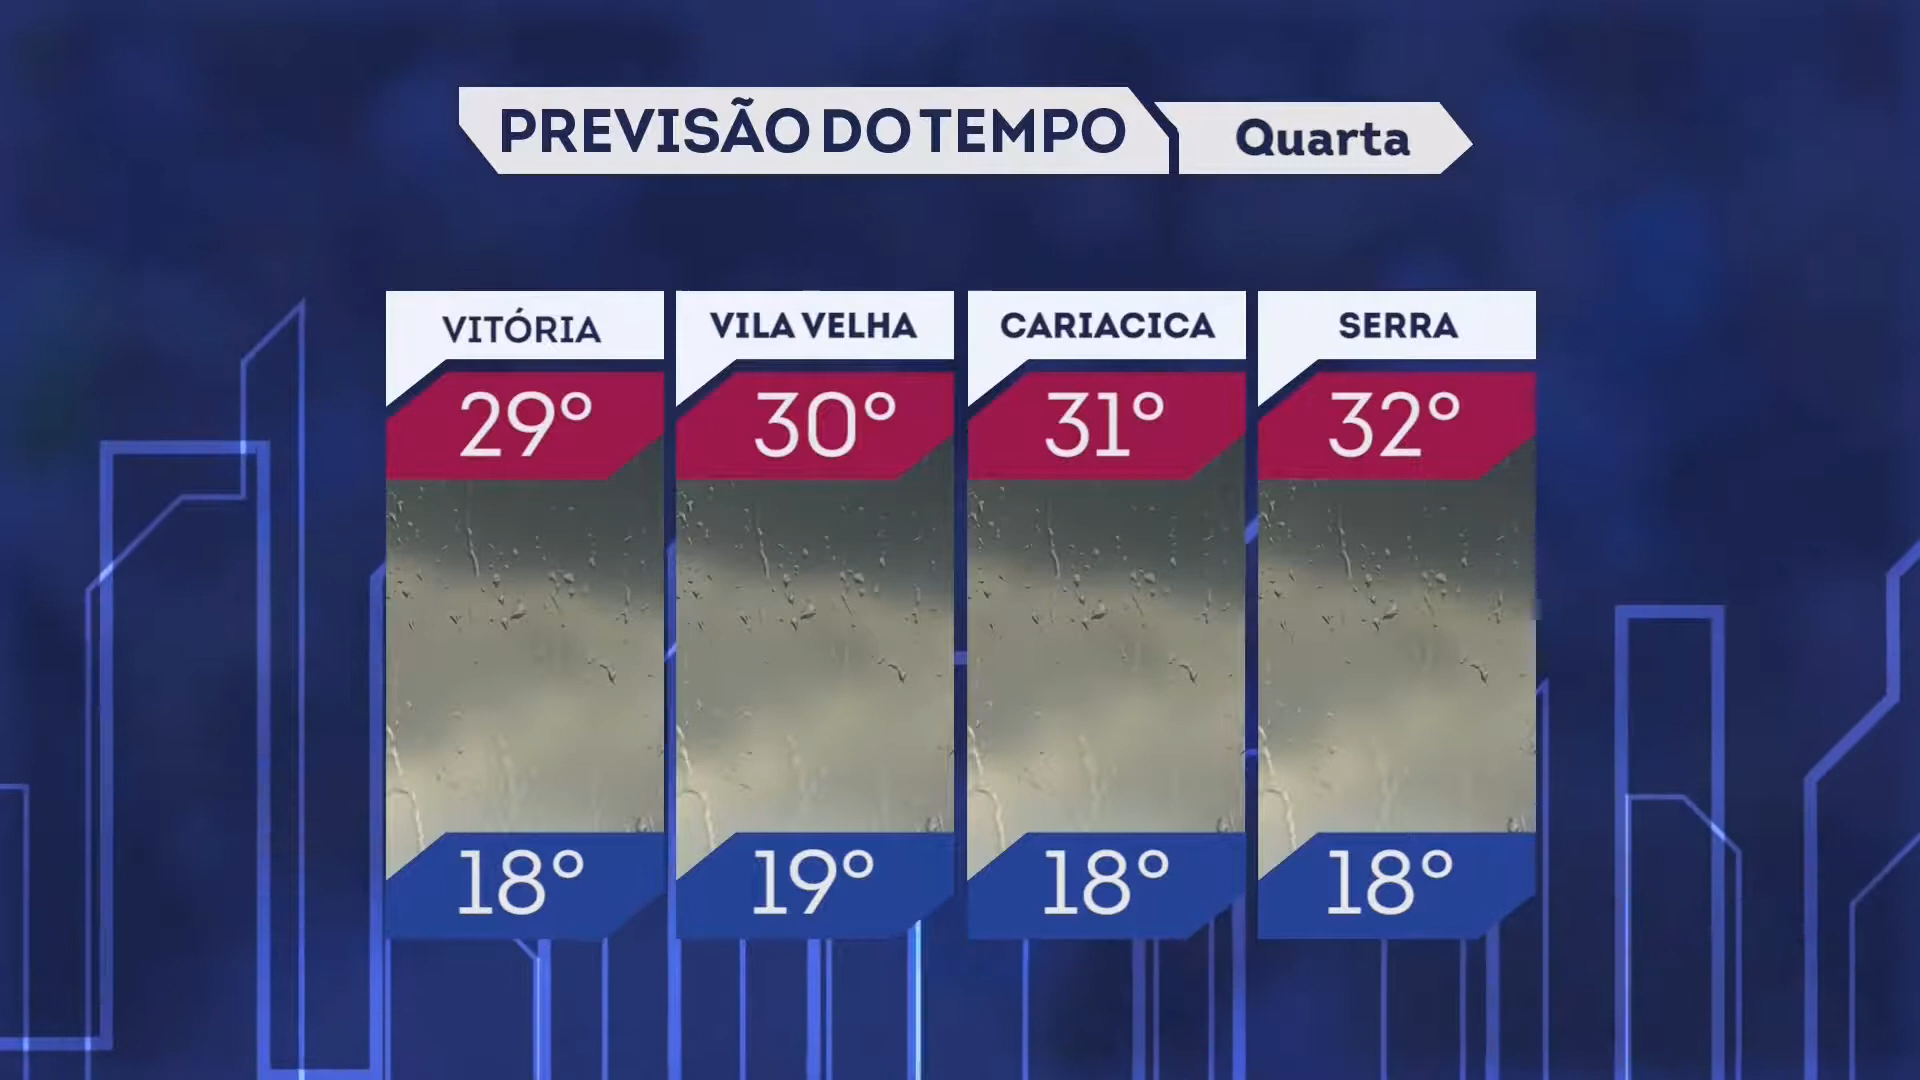 PREVISÃO DO TEMPO
Quarta
VITÓRIA
VILA VELHA
CARIACICA
SERRA
29°
30°
31°
32°
18°
19°
18°
18°